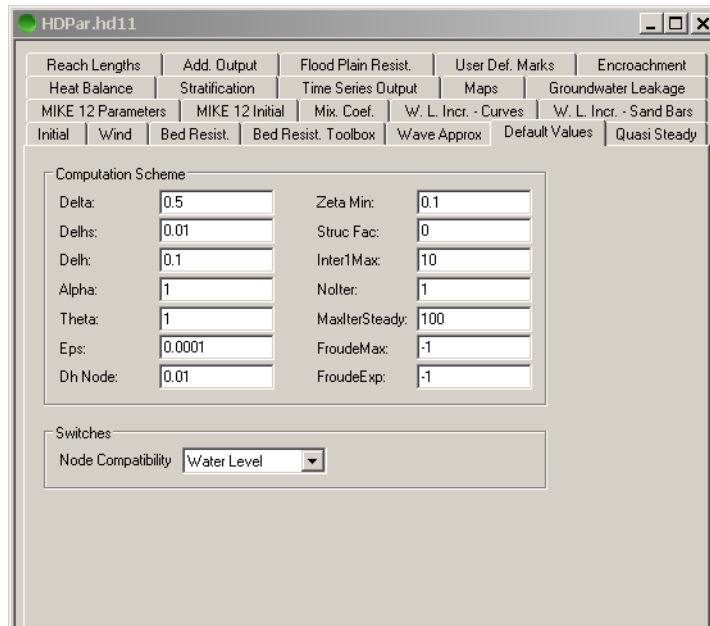 HDPar.hd11
Reach Lengths Add. Output Flood Plain Resist. User Def. Marks Encroachment
Heat Balance Stratification Time Series Output Maps Groundwater Leakage
MIKE 12 Parameters MIKE 12 Initial Mix. Coef. W. L. Incr. - Curves W. L. Incr. - Sand Bars
Initial Wind Bed Resist. Bed Resist. Toolbox Wave Approx Default Values Quasi Steady
Computation Scheme
Delta: 0.5 Zeta Min: 0.1
Delhs: 0.01 Struc Fac: 0
Delh: 0.1 Inter1Max: 10
Alpha: 1 NoIter: 1
Theta: 1 MaxIterSteady: 100
Eps: 0.0001 FroudeMax: -1
Dh Node: 0.01 FroudeExp: -1
Switches
Node Compatibility Water Level